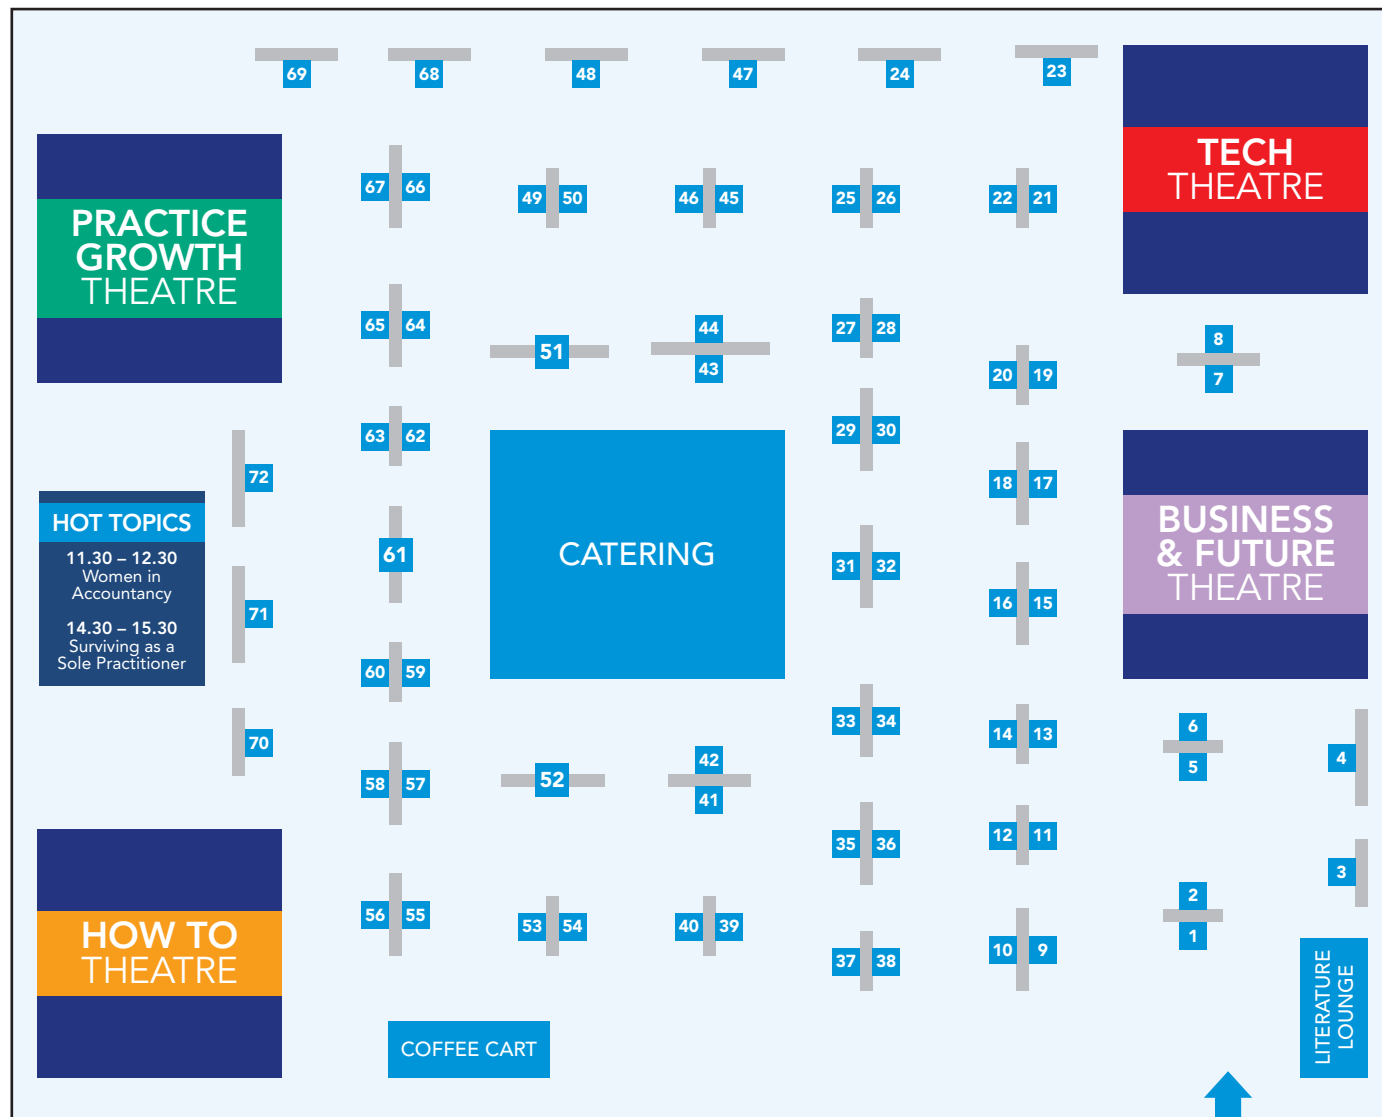 69 68 48 47 24 23
TECH
THEATRE
67 66 49 50 46 45 25 26 22 21
PRACTICE
GROWTH
THEATRE
65 64 51 44 27 28
43
8
20 19 7
63 62 29 30
72
18 17
HOT TOPICS
11.30 – 12.30
Women in
Accountancy
14.30 – 15.30
Surviving as a
Sole Practitioner
61
CATERING
31 32
BUSINESS
& FUTURE
THEATRE
71
16 15
60 59
70
33 34 14 13 6
5
4
58 57 52 42
41
35 36 12 11
3
HOW TO
THEATRE
56 55 53 54 40 39
2
1
37 38 10 9
COFFEE CART
LITERATURE
LOUNGE